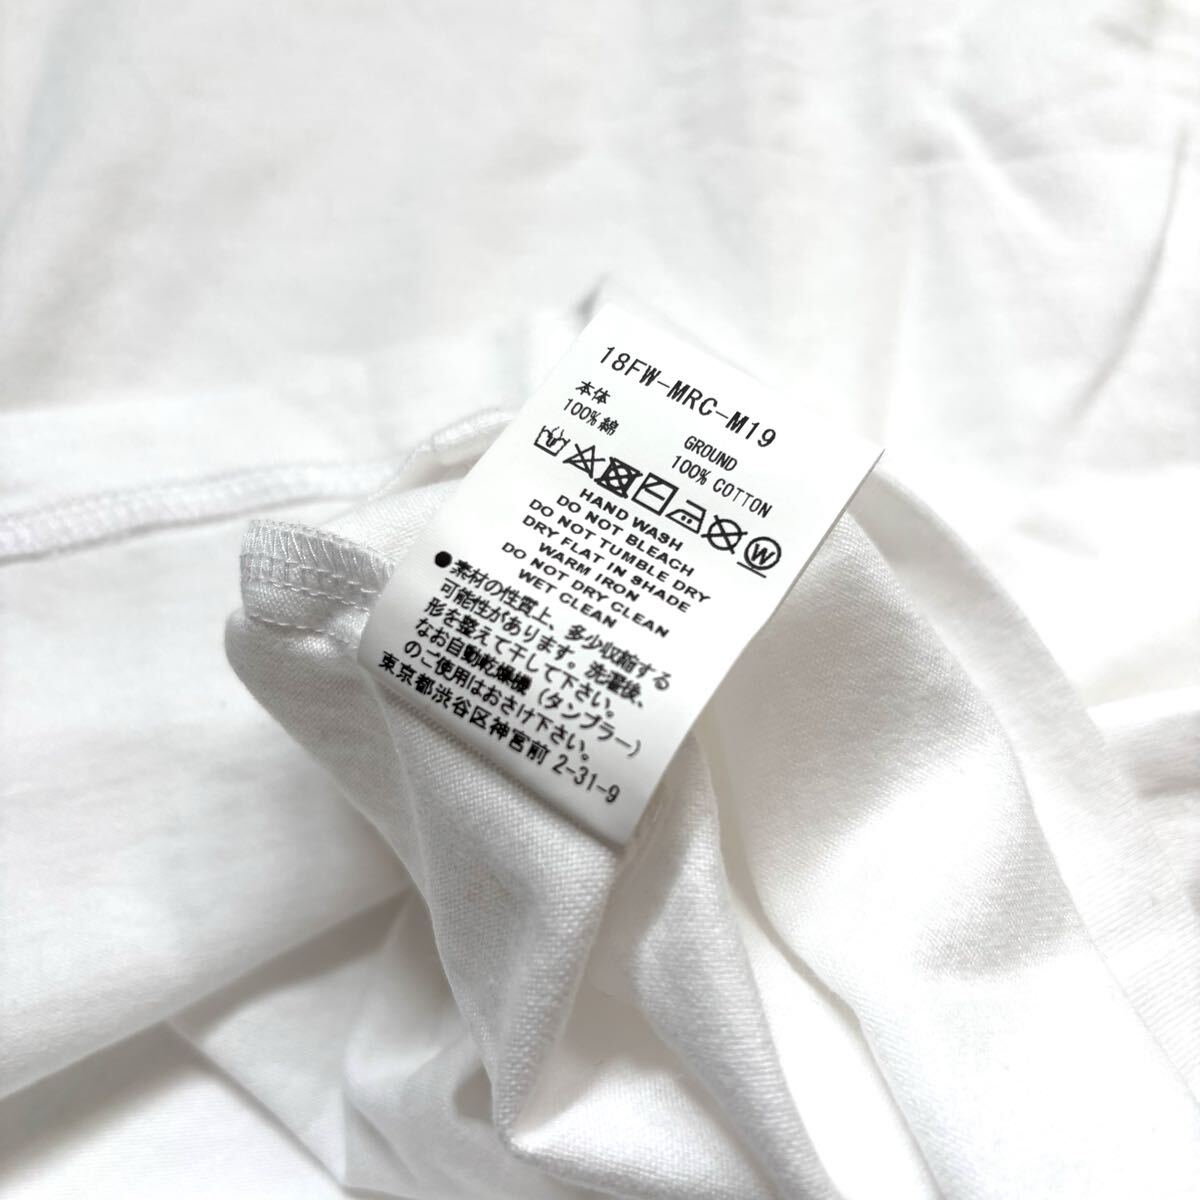 18FW-MRC-M19
本体
100%綿
GROUND
100% COTTON
W
HAND WASH
DO NOT BLEACH
DO NOT TUMBLE DRY
DRY FLAT IN SHADE
WARM IRON
DO NOT DRY CLEAN
WET CLEAN
●素材の性質上、多少収縮する
可能性があります。洗濯後、
形を整えて干して下さい。
なお自動乾燥機(タンブラー)
のご使用はおさけ下さい。
東京都渋谷区神宮前 2-31-9